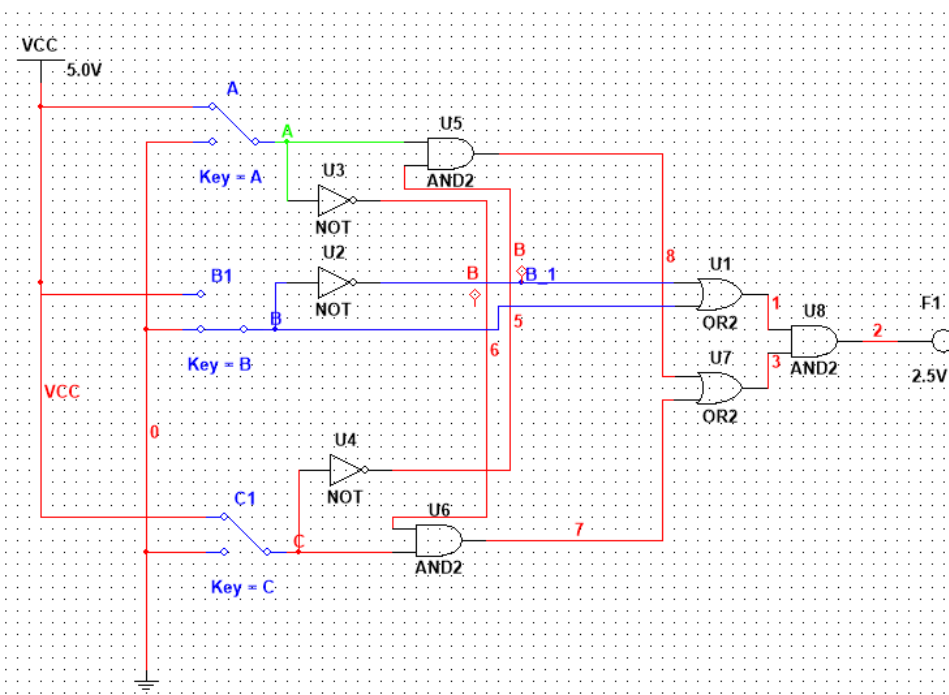 VCC
5.0V
A
A
Key = A
U5
AND2
U3
NOT
U2
NOT
B
B
B_1
B1
B
Key = B
8
U1
OR2
1
U8
AND2
2
F1
2.5V
5
6
U7
OR2
3
VCC
0
U4
NOT
C1
C
Key = C
U6
AND2
7